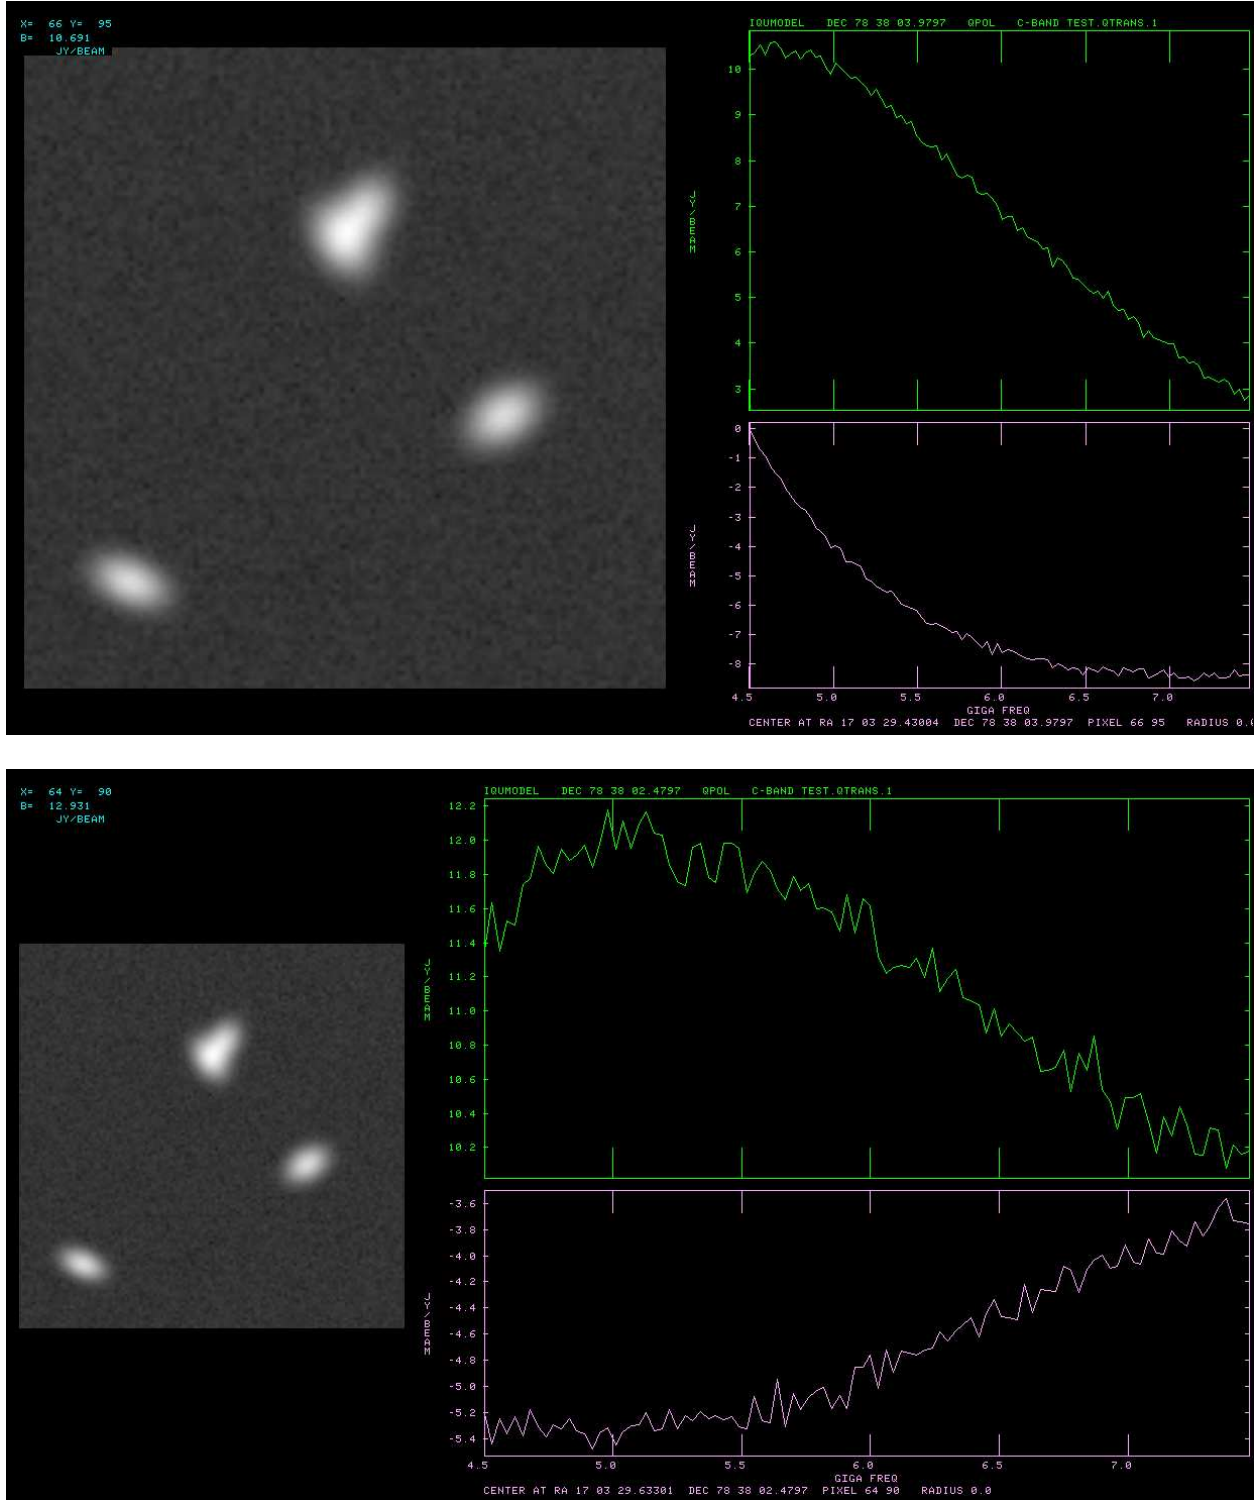 X= 66 Y= 95
B= 10.691
JY/BEAM
IQUMODEL DEC 78 38 03.9797 QPOL C-BAND TEST.QTRANS.1
10
9
8
7
6
5
4
3
JY/BEAM
0
-1
-2
-3
-4
-5
-6
-7
-8
JY/BEAM
4.5 5.0 5.5 6.0 6.5 7.0
GIGA FREQ
CENTER AT RA 17 03 29.43004 DEC 78 38 03.9797 PIXEL 66 95 RADIUS 0.0
X= 64 Y= 90
B= 12.931
JY/BEAM
IQUMODEL DEC 78 38 02.4797 QPOL C-BAND TEST.QTRANS.1
12.2
12.0
11.8
11.6
11.4
11.2
11.0
10.8
10.6
10.4
10.2
JY/BEAM
-3.6
-3.8
-4.0
-4.2
-4.4
-4.6
-4.8
-5.0
-5.2
-5.4
JY/BEAM
4.5 5.0 5.5 6.0 6.5 7.0
GIGA FREQ
CENTER AT RA 17 03 29.63301 DEC 78 38 02.4797 PIXEL 64 90 RADIUS 0.0